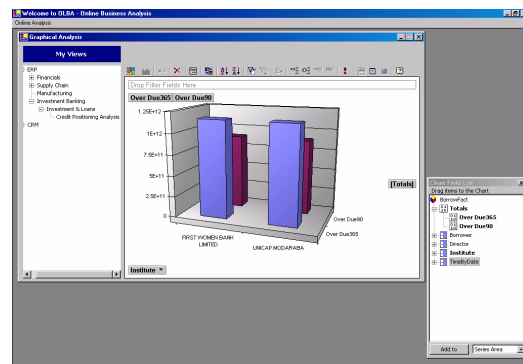 Welcome to OLBA - Online Business Analysis
Online Analysis
Graphical Analysis
My Views
ERP
Financials
Supply Chain
Manufacturing
Investment Banking
Investment & Loans
Credit Positioning Analysis
CRM
Drop Filter Fields Here
Over Due365 Over Due90
1.25E+12
1E+12
7.5E+11
5E+11
2.5E+11
0
FIRST WOMEN BANK LIMITED
UNICAP MODARABA
Over Due90
Over Due365
[Totals]
Institute
Chart Field List
Drag items to the Chart
BorrowFact
Totals
Over Due365
Over Due90
Borrower
Director
Institute
TimeByDate
Add to
Series Area